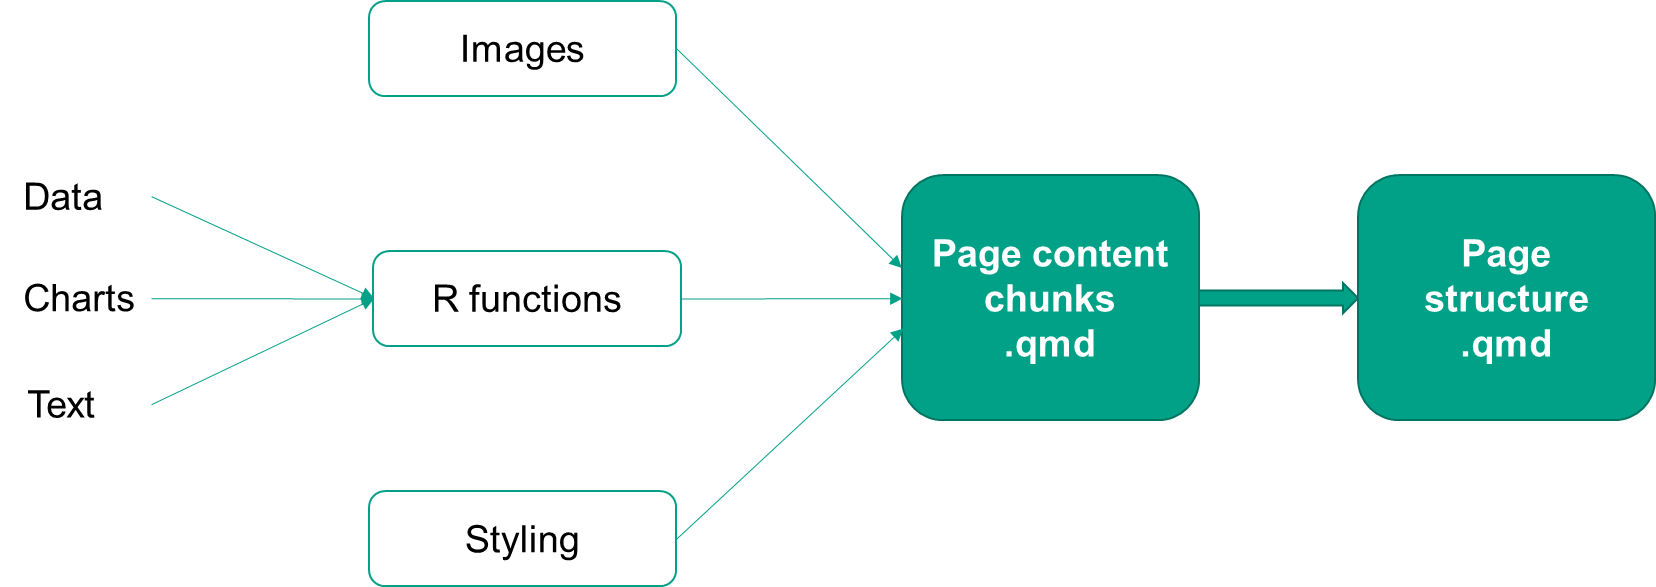 Images
Data
Charts
Text
R functions
Styling
Page content
chunks
.qmd
Page
structure
.qmd